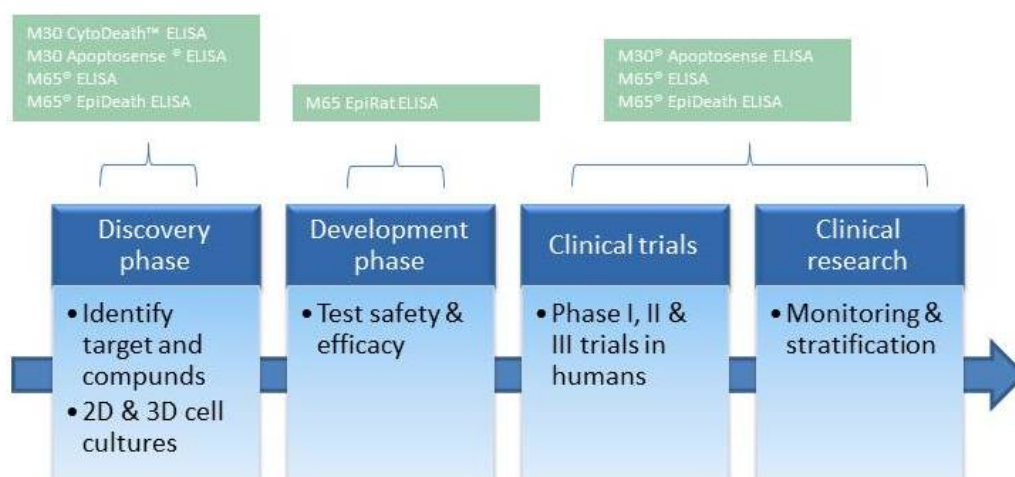 M30 CytoDeath™ ELISA
M30 Apoptosense ® ELISA
M65® ELISA
M65® EpiDeath ELISA
M65 EpiRat ELISA
M30® Apoptosense ELISA
M65® ELISA
M65® EpiDeath ELISA
Discovery
phase
• Identify
target and
compunds
• 2D & 3D cell
cultures
Development
phase
• Test safety &
efficacy
Clinical trials
• Phase I, II &
III trials in
humans
Clinical
research
• Monitoring &
stratification